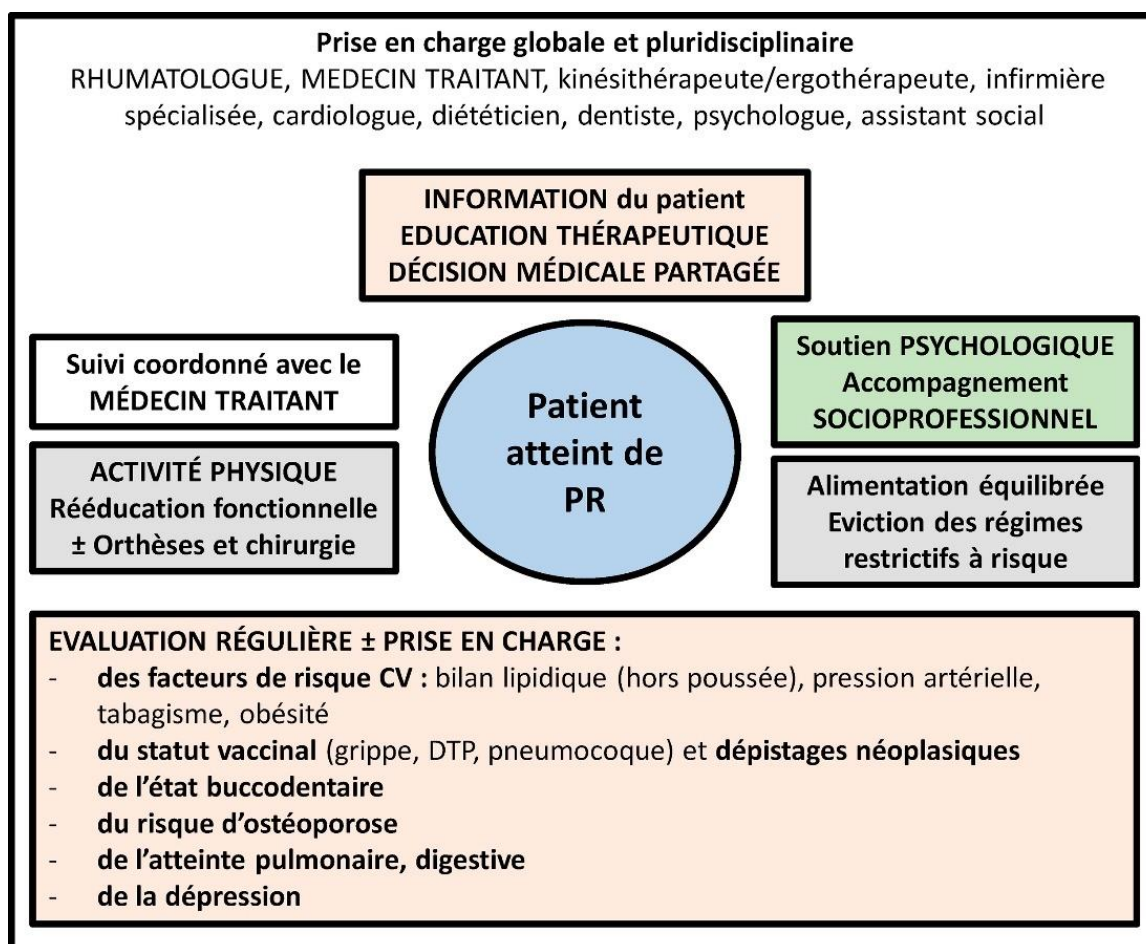 Prise en charge globale et pluridisciplinaire
RHUMATOLOGUE, MEDECIN TRAITANT, kinésithérapeute/ergothérapeute, infirmière
spécialisée, cardiologue, diététicien, dentiste, psychologue, assistant social
INFORMATION du patient
EDUCATION THÉRAPEUTIQUE
DÉCISION MÉDICALE PARTAGÉE
Suivi coordonné avec le
MÉDECIN TRAITANT
ACTIVITÉ PHYSIQUE
Rééducation fonctionnelle
± Orthèses et chirurgie
Patient
atteint de
PR
Soutien PSYCHOLOGIQUE
Accompagnement
SOCIOPROFESSIONNEL
Alimentation équilibrée
Eviction des régimes
restrictifs à risque
EVALUATION RÉGULIÈRE ± PRISE EN CHARGE :
- des facteurs de risque CV : bilan lipidique (hors poussée), pression artérielle,
tabagisme, obésité
- du statut vaccinal (grippe, DTP, pneumocoque) et dépistages néoplasiques
- de l’état buccodentaire
- du risque d’ostéoporose
- de l’atteinte pulmonaire, digestive
- de la dépression